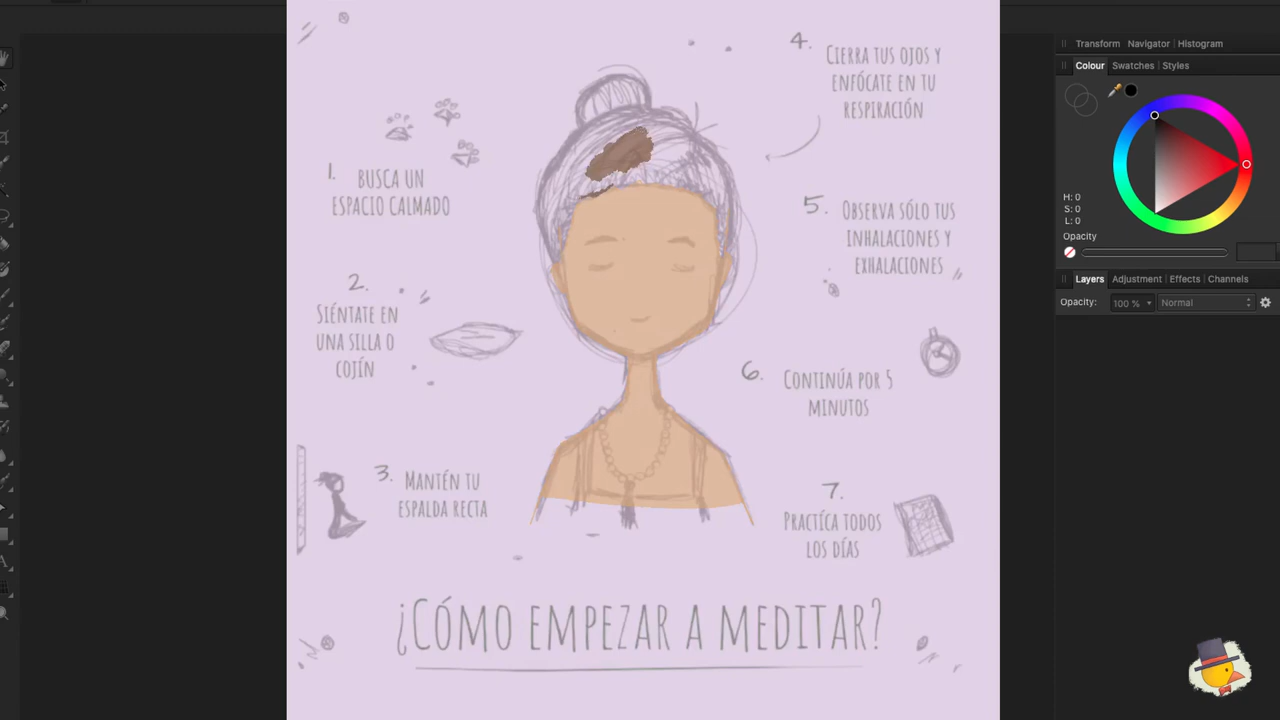 1.
BUSCA UN
ESPACIO CALMADO
2.
SIÉNTATE EN
UNA SILLA O
COJÍN
3.
MANTÉN TU
ESPALDA RECTA
4.
CIERRA TUS OJOS Y
ENFÓCATE EN TU
RESPIRACIÓN
5.
OBSERVA SÓLO TUS
INHALACIONES Y
EXHALACIONES
6.
CONTINÚA POR 5
MINUTOS
7.
PRACTÍCA TODOS
LOS DÍAS
¿CÓMO EMPEZAR A MEDITAR?
Transform Navigator Histogram
Colour Swatches Styles
H: 0
S: 0
L: 0
Opacity
Layers Adjustment Effects Channels
Opacity: 100 % Normal